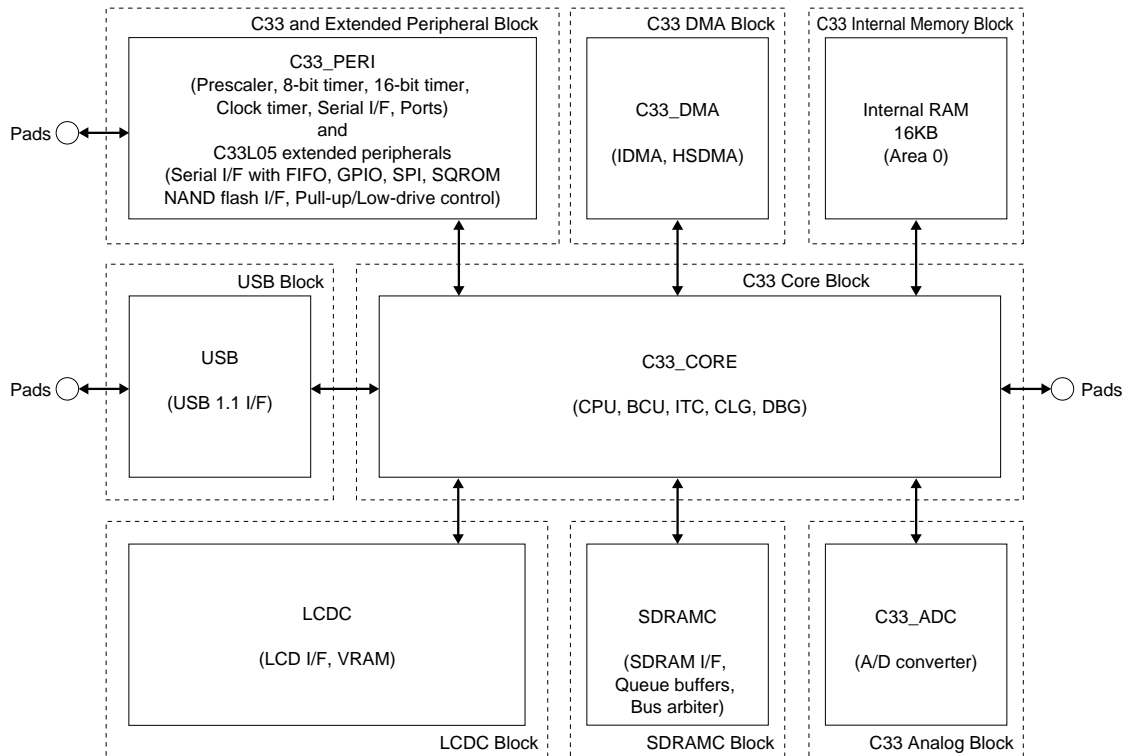 C33 and Extended Peripheral Block
C33_PERI
(Prescaler, 8-bit timer, 16-bit timer,
Clock timer, Serial I/F, Ports)
and
C33L05 extended peripherals
(Serial I/F with FIFO, GPIO, SPI, SQROM
NAND flash I/F, Pull-up/Low-drive control)
Pads
C33 DMA Block
C33_DMA
(IDMA, HSDMA)
C33 Internal Memory Block
Internal RAM
16KB
(Area 0)
USB Block
USB
(USB 1.1 I/F)
Pads
C33 Core Block
C33_CORE
(CPU, BCU, ITC, CLG, DBG)
Pads
LCDC
(LCD I/F, VRAM)
LCDC Block
SDRAMC
(SDRAM I/F,
Queue buffers,
Bus arbiter)
SDRAMC Block
C33_ADC
(A/D converter)
C33 Analog Block